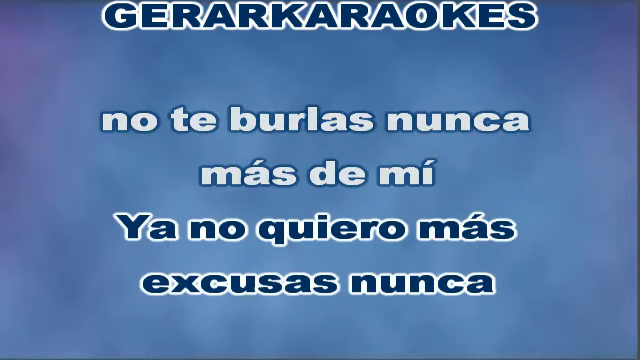 GERARKARAOKES
no te burlas nunca
más de mí
Ya no quiero más
excusas nunca